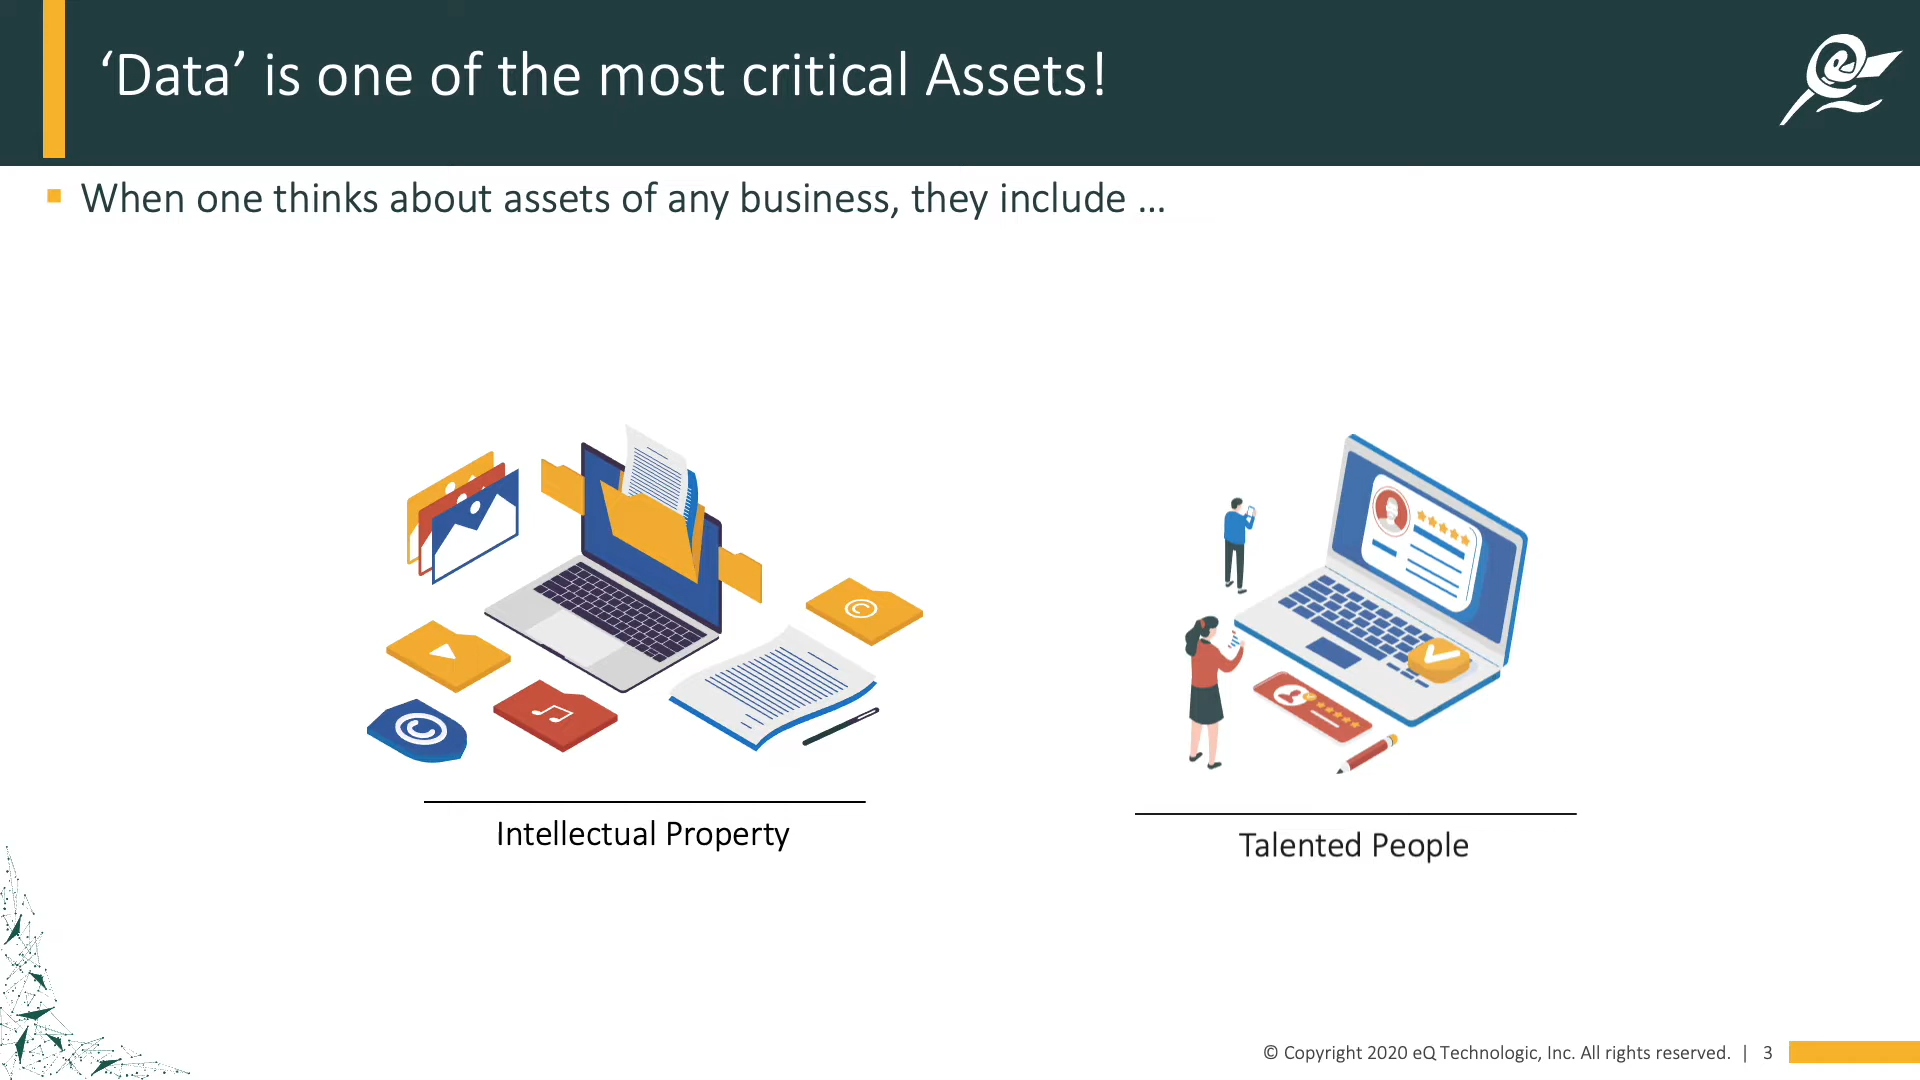 ‘Data’ is one of the most critical Assets!
When one thinks about assets of any business, they include ...
Intellectual Property
Talented People
© Copyright 2020 eQ Technologic, Inc. All rights reserved. | 3